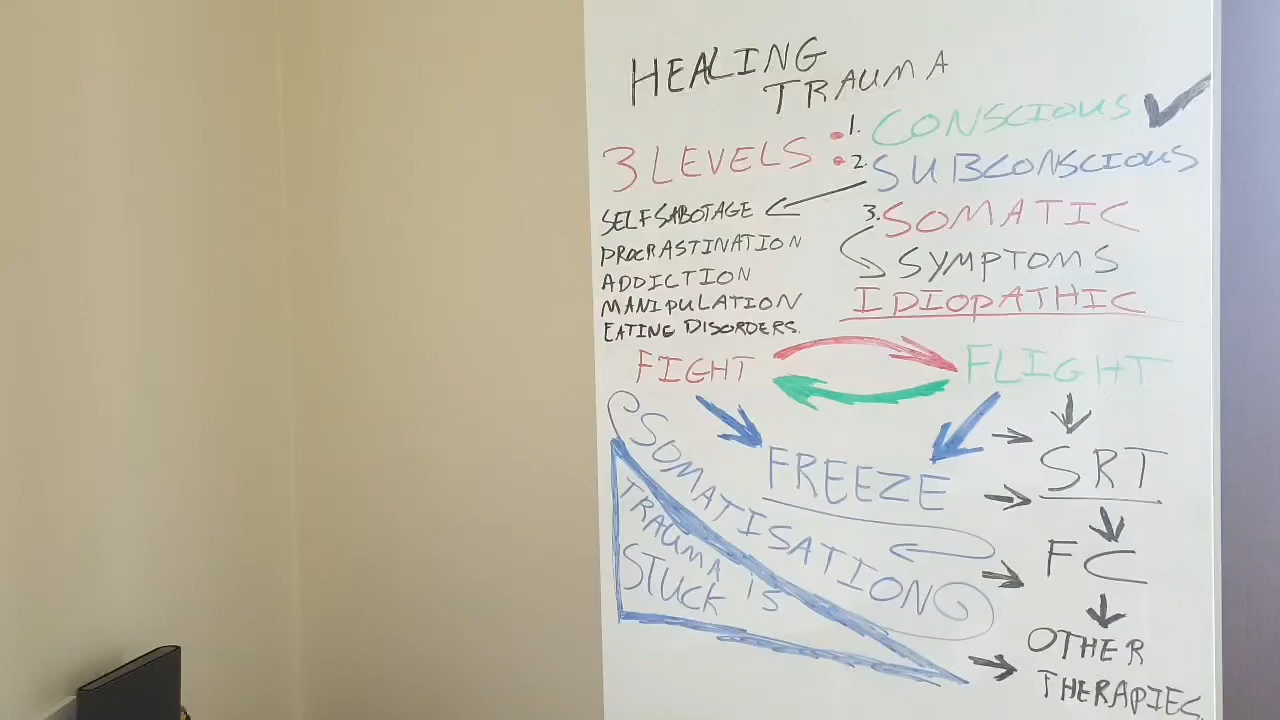 HEALING
TRAUMA
3 LEVELS
1. CONSCIOUS
2. SUBCONSCIOUS
3. SOMATIC
SYMPTOMS
IDIOPATHIC
SELF SABOTAGE
PROCRASTINATION
ADDICTION
MANIPULATION
EATING DISORDERS.
FIGHT
FLIGHT
FREEZE
SOMATISATION
TRAUMA IS
STUCK
SRT
FC
OTHER
THERAPIES